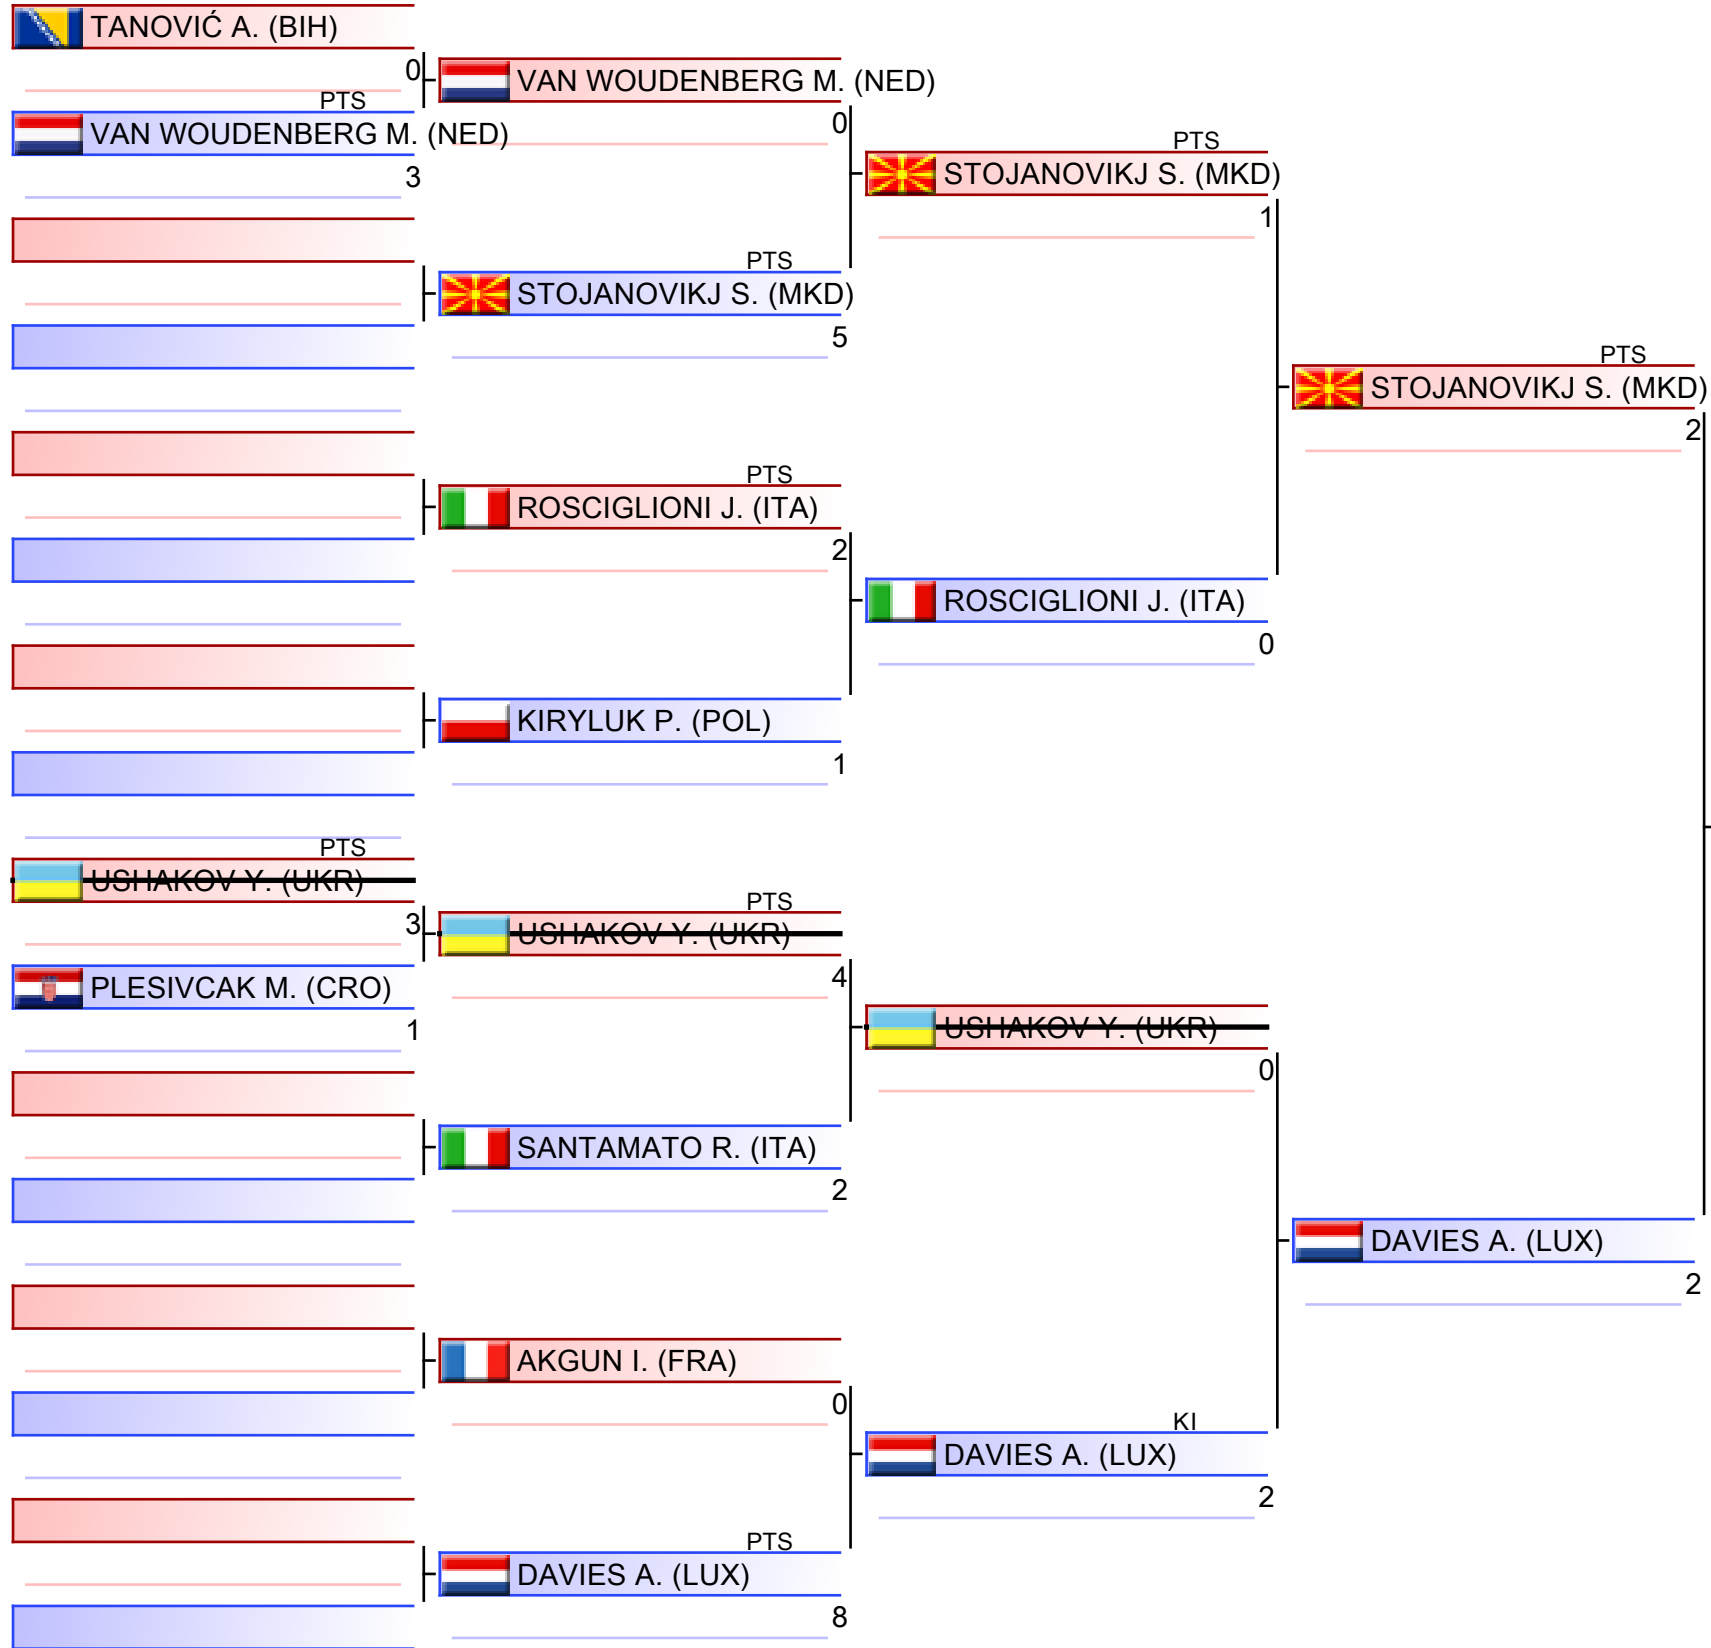 TANOVIĆ A. (BIH)
0
PTS
VAN WOUDENBERG M. (NED)
3
PTS
USHAKOV Y. (UKR)
3
PLESIVCAK M. (CRO)
1
VAN WOUDENBERG M. (NED)
0
PTS
STOJANOVIKJ S. (MKD)
5
PTS
ROSCIGLIONI J. (ITA)
2
KIRYLUK P. (POL)
1
PTS
USHAKOV Y. (UKR)
4
SANTAMATO R. (ITA)
2
AKGUN I. (FRA)
0
PTS
DAVIES A. (LUX)
8
PTS
STOJANOVIKJ S. (MKD)
1
ROSCIGLIONI J. (ITA)
0
USHAKOV Y. (UKR)
0
KI
DAVIES A. (LUX)
2
PTS
STOJANOVIKJ S. (MKD)
2
DAVIES A. (LUX)
2